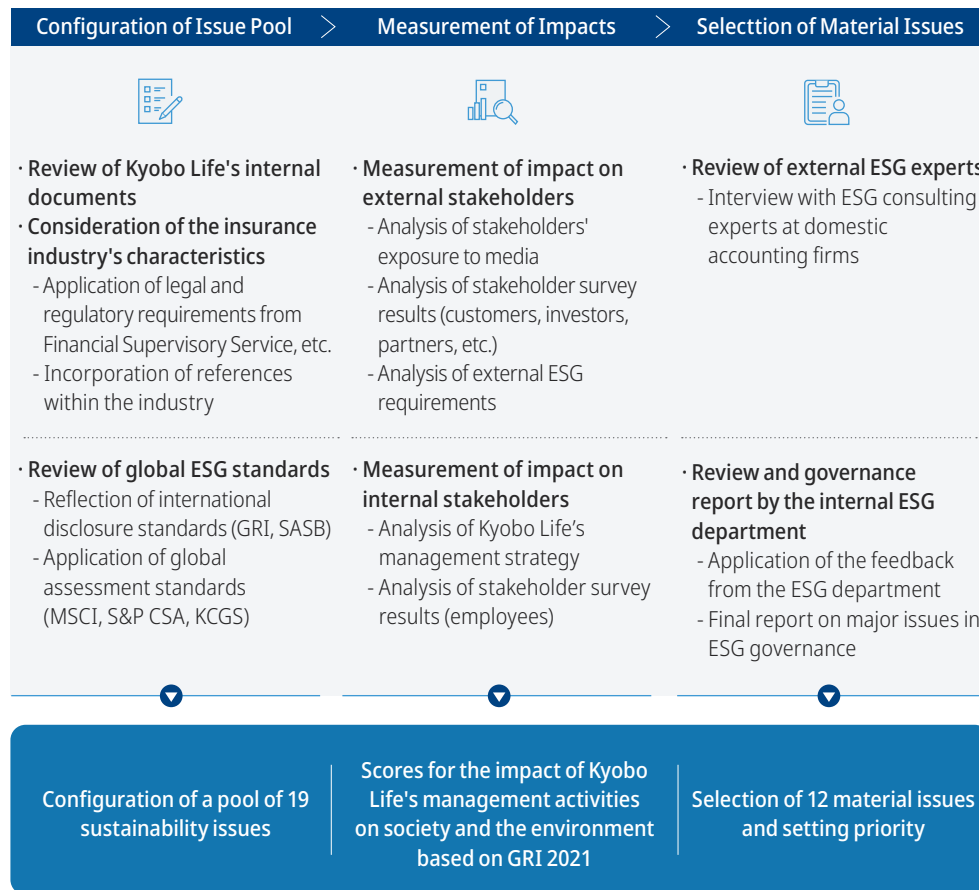 Configuration of Issue Pool
Measurement of Impacts
Selecttion of Material Issues
· Review of Kyobo Life's internal
documents
· Consideration of the insurance
industry's characteristics
- Application of legal and
regulatory requirements from
Financial Supervisory Service, etc.
- Incorporation of references
within the industry
· Measurement of impact on
external stakeholders
- Analysis of stakeholders'
exposure to media
- Analysis of stakeholder survey
results (customers, investors,
partners, etc.)
- Analysis of external ESG
requirements
· Review of external ESG experts
- Interview with ESG consulting
experts at domestic
accounting firms
· Review of global ESG standards
- Reflection of international
disclosure standards (GRI, SASB)
- Application of global
assessment standards
(MSCI, S&P CSA, KCGS)
· Measurement of impact on
internal stakeholders
- Analysis of Kyobo Life’s
management strategy
- Analysis of stakeholder survey
results (employees)
· Review and governance
report by the internal ESG
department
- Application of the feedback
from the ESG department
- Final report on major issues in
ESG governance
Configuration of a pool of 19
sustainability issues
Scores for the impact of Kyobo
Life's management activities
on society and the environment
based on GRI 2021
Selection of 12 material issues
and setting priority